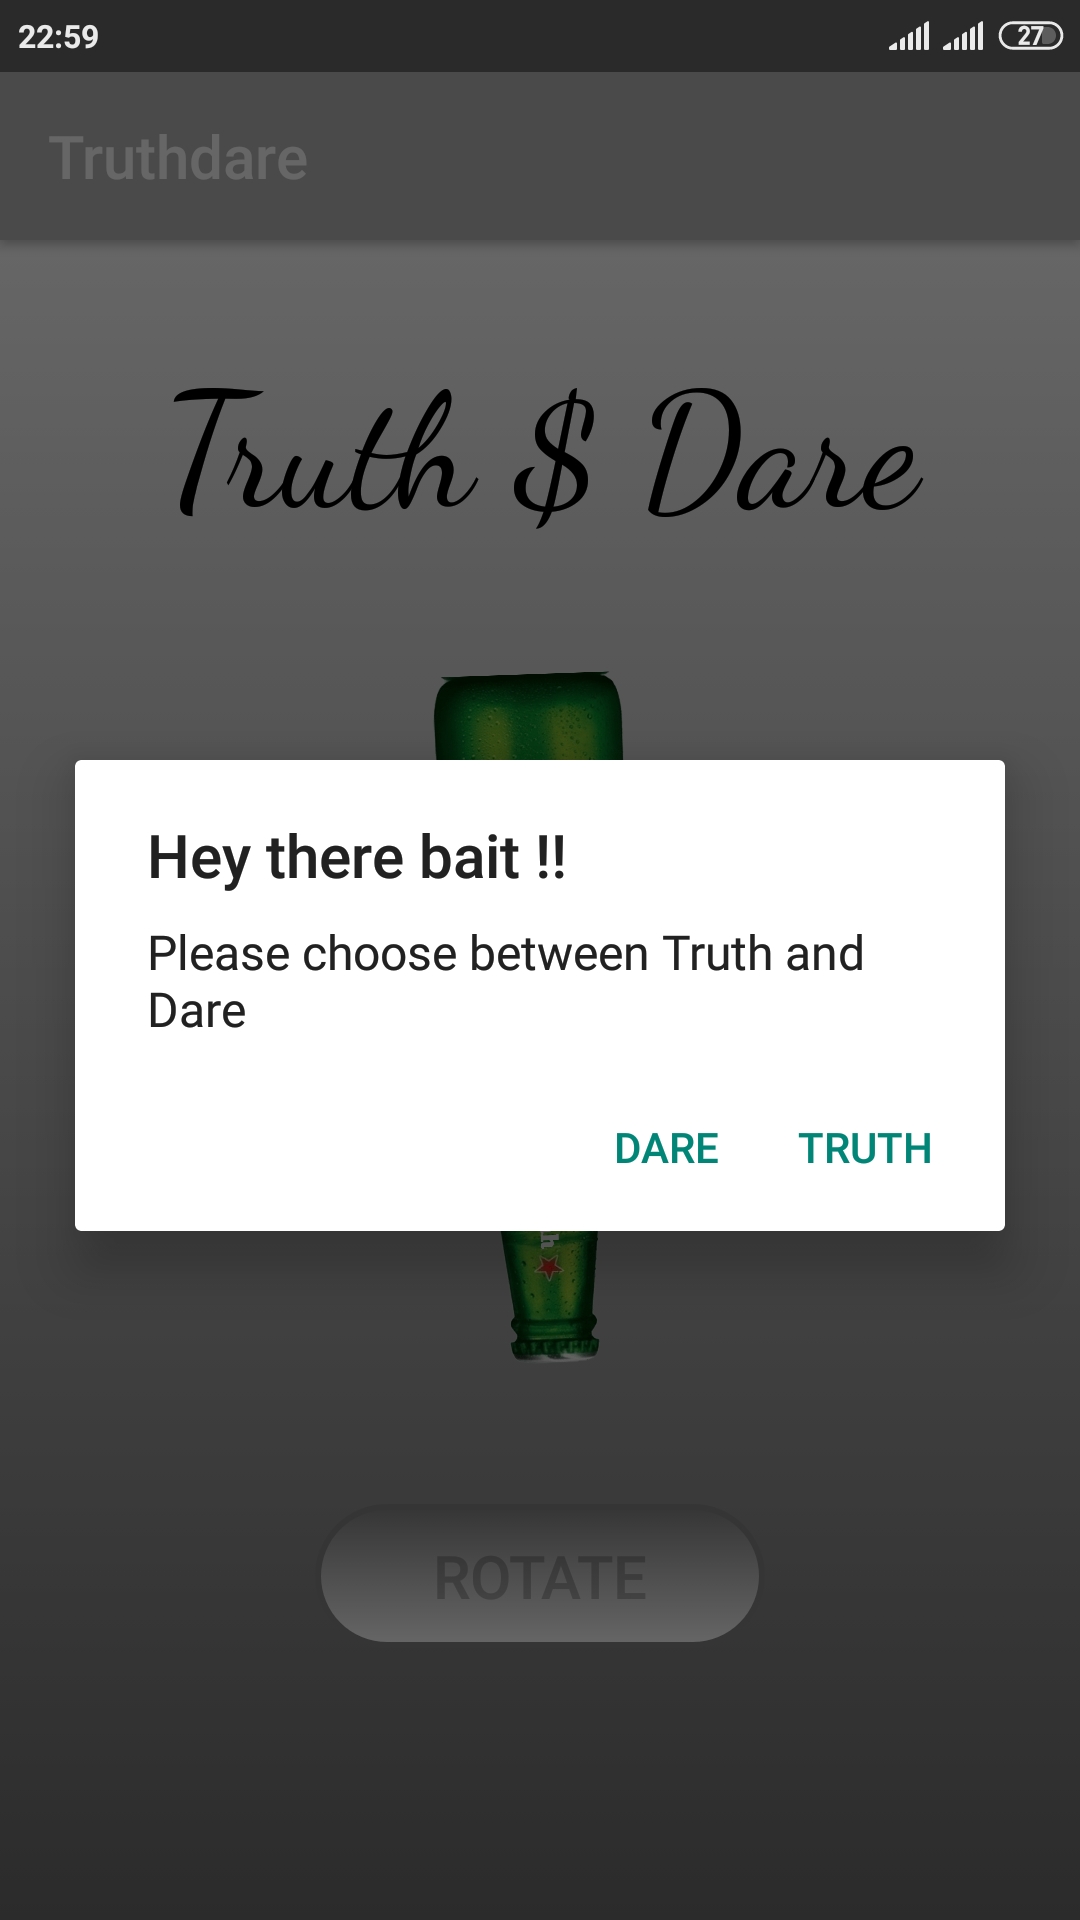 22:59
27
Truthdare
Truth $ Dare
Hey there bait !!
Please choose between Truth and
Dare
DARE TRUTH
ROTATE